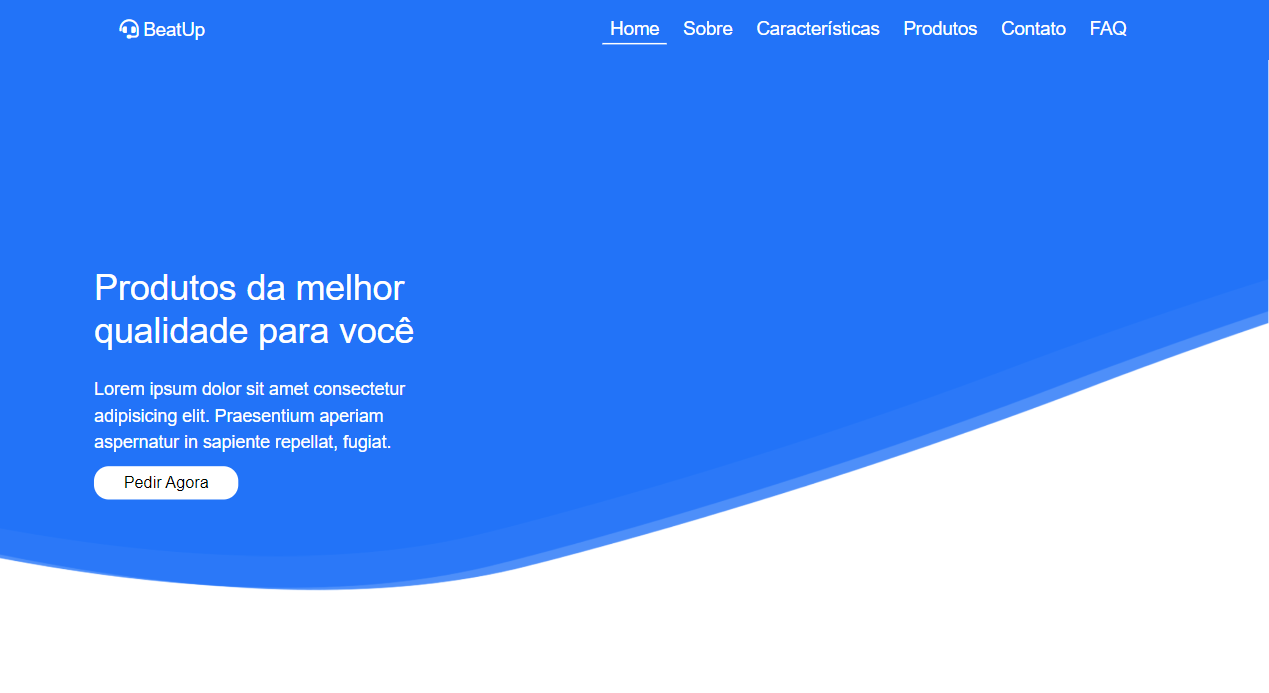 BeatUp
Home Sobre Características Produtos Contato FAQ
Produtos da melhor
qualidade para você
Lorem ipsum dolor sit amet consectetur
adipisicing elit. Praesentium aperiam
aspernatur in sapiente repellat, fugiat.
Pedir Agora